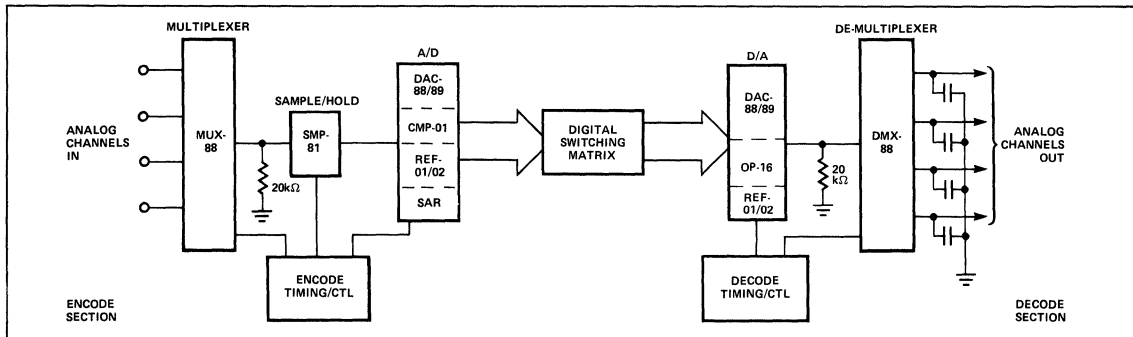 MULTIPLEXER
MUX-
88
ANALOG
CHANNELS
IN
20kΩ
SAMPLE/HOLD
SMP-
81
A/D
DAC-
88/89
CMP-01
REF-
01/02
SAR
ENCODE
TIMING/CTL
ENCODE
SECTION
DIGITAL
SWITCHING
MATRIX
D/A
DAC-
88/89
OP-16
REF-
01/02
20
kΩ
DECODE
TIMING/CTL
DE-MULTIPLEXER
DMX-
88
ANALOG
CHANNELS
OUT
DECODE
SECTION